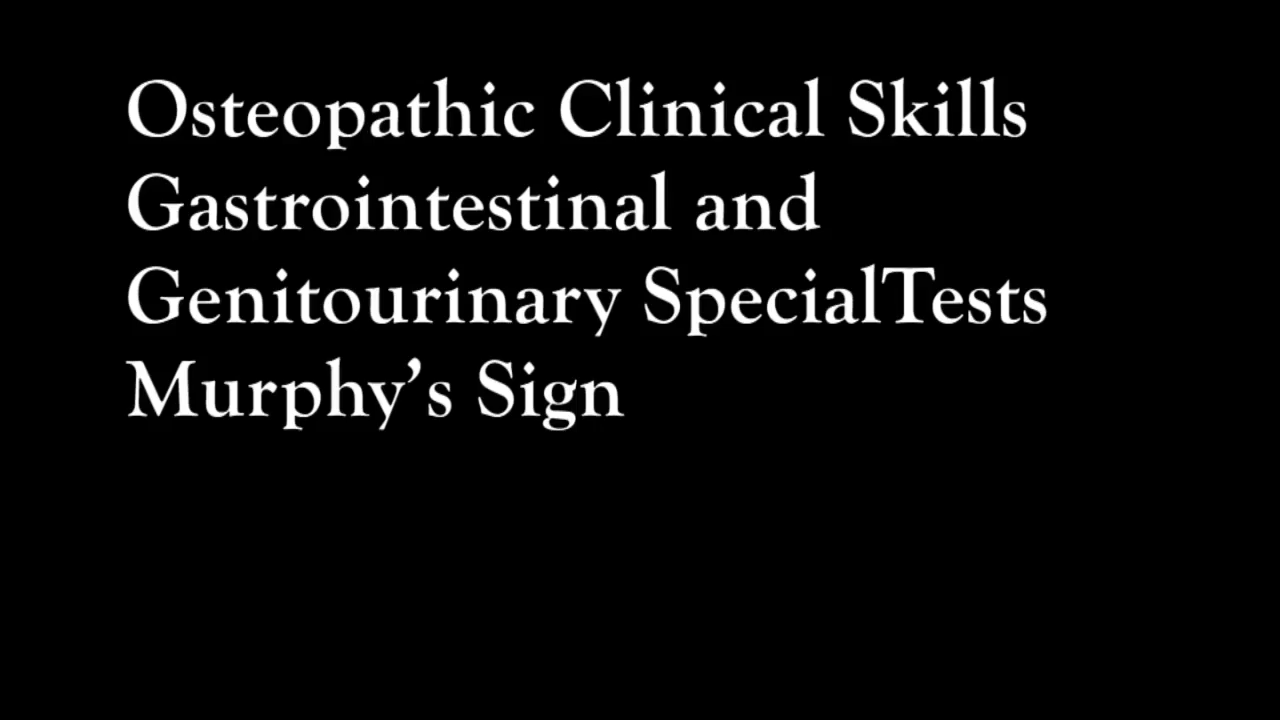 Osteopathic Clinical Skills
Gastrointestinal and
Genitourinary SpecialTests
Murphy’s Sign